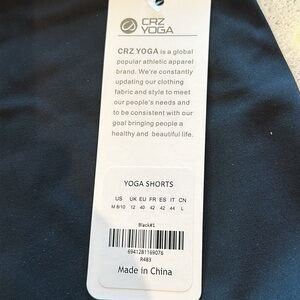 CRZ
YOGA
CRZ YOGA is a global
popular athletic apparel
brand. We're constantly
updating our clothing
fabric and style to meet
our people's needs and
to be consistent with our
goal bringing people a
healthy and beautiful life.
YOGA SHORTS
US UK EU FR ES IT CN
M 8/10 12 40 42 42 44 L
Black#1
6941281169076
R483
Made in China